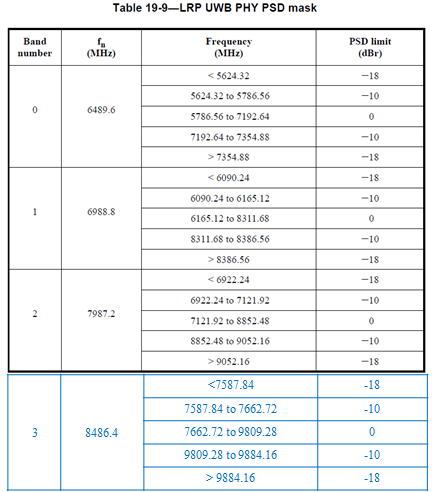 Table 19-9—LRP UWB PHY PSD mask
Band number fn (MHz) Frequency (MHz) PSD limit (dBr)
< 5624.32 −18
5624.32 to 5786.56 −10
0 6489.6 5786.56 to 7192.64 0
7192.64 to 7354.88 −10
> 7354.88 −18
< 6090.24 −18
6090.24 to 6165.12 −10
1 6988.8 6165.12 to 8311.68 0
8311.68 to 8386.56 −10
> 8386.56 −18
< 6922.24 −18
6922.24 to 7121.92 −10
2 7987.2 7121.92 to 8852.48 0
8852.48 to 9052.16 −10
> 9052.16 −18
<7587.84 -18
7587.84 to 7662.72 -10
3 8486.4 7662.72 to 9809.28 0
9809.28 to 9884.16 -10
> 9884.16 -18